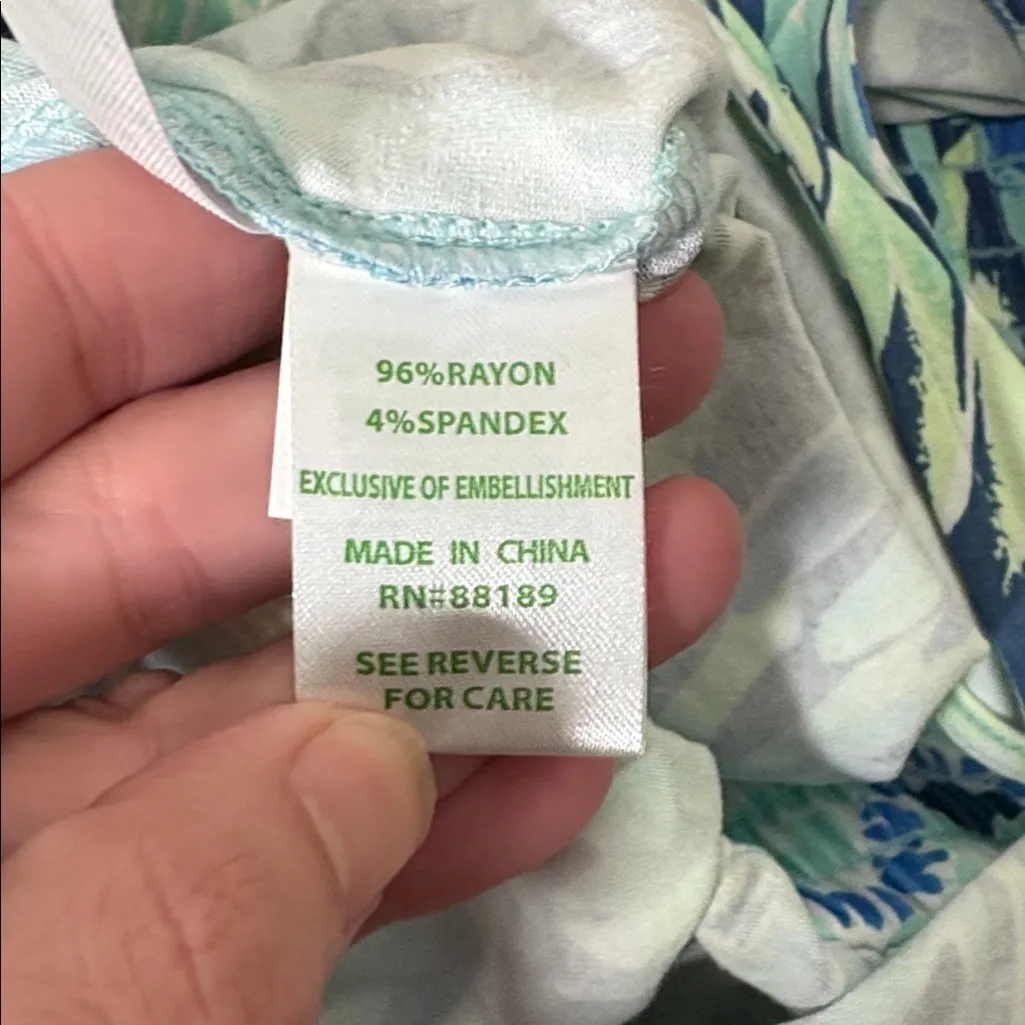 96%RAYON
4%SPANDEX
EXCLUSIVE OF EMBELLISHMENT
MADE IN CHINA
RN#88189
SEE REVERSE
FOR CARE